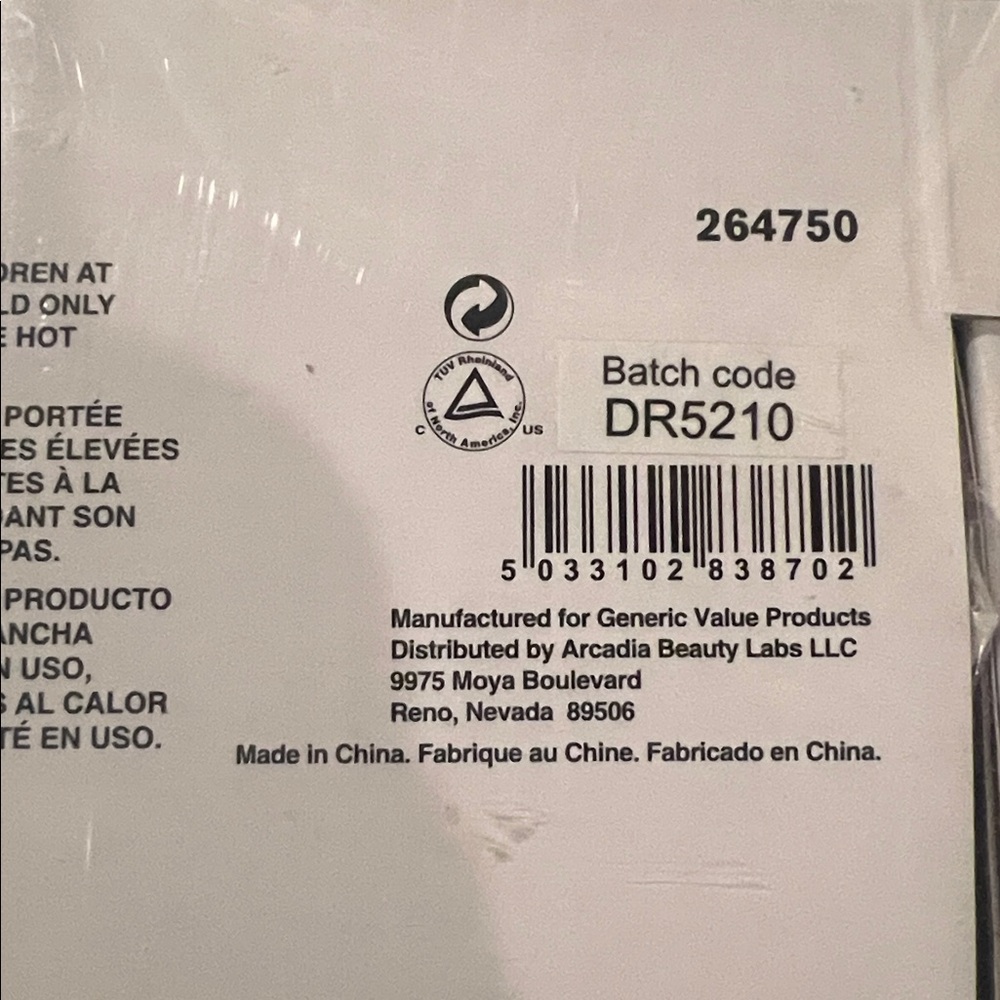 264750
DREN AT
LD ONLY
E HOT
PORTÉE
ES ÉLEVÉES
TES À LA
ANT SON
PAS.
PRODUCTO
ANCHA
N USO,
S AL CALOR
TÉ EN USO.
TÜV Rheinland
of North America, Inc.
C US
Batch code
DR5210
5 033102 838702
Manufactured for Generic Value Products
Distributed by Arcadia Beauty Labs LLC
9975 Moya Boulevard
Reno, Nevada 89506
Made in China. Fabrique au Chine. Fabricado en China.